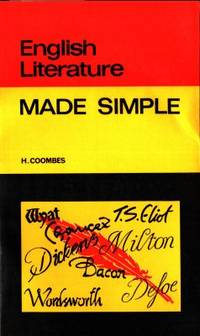 English
Literature
MADE SIMPLE
H. COOMBES
Wyat
Chaucer T.S. Eliot
Dickens Milton
Bacon
Defoe
Wordsworth